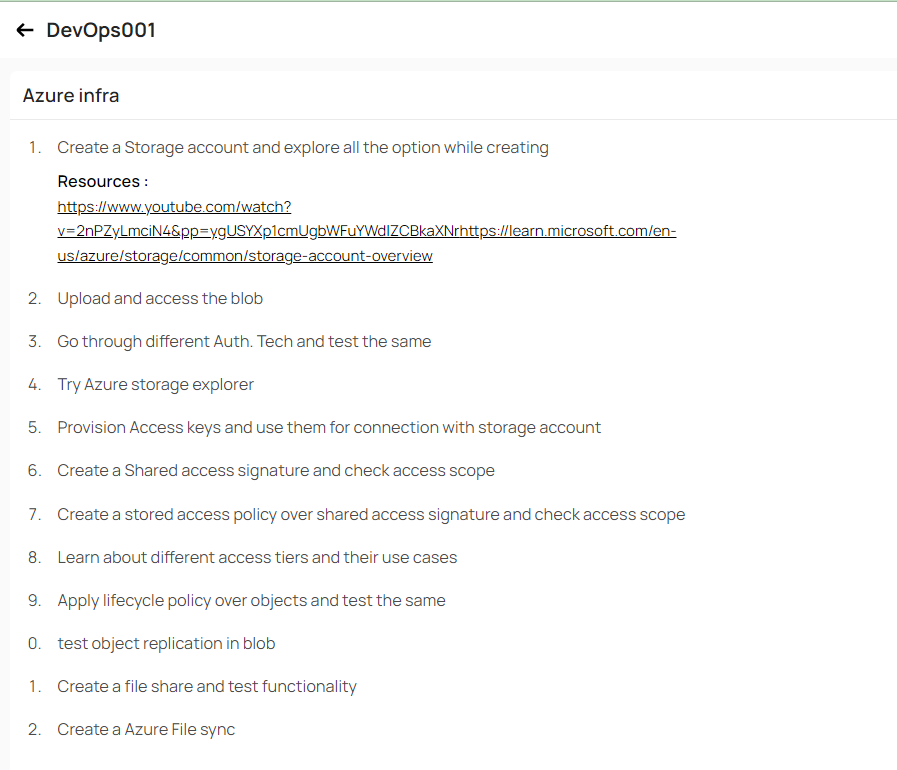 DevOps001
Azure infra
1. Create a Storage account and explore all the option while creating
Resources :
https://www.youtube.com/watch?
v=2nPZyLmciN4&pp=ygUSYXp1cmUgbWFuYWdlZCBkaXNrhttps://learn.microsoft.com/en-
us/azure/storage/common/storage-account-overview
2. Upload and access the blob
3. Go through different Auth. Tech and test the same
4. Try Azure storage explorer
5. Provision Access keys and use them for connection with storage account
6. Create a Shared access signature and check access scope
7. Create a stored access policy over shared access signature and check access scope
8. Learn about different access tiers and their use cases
9. Apply lifecycle policy over objects and test the same
0. test object replication in blob
1. Create a file share and test functionality
2. Create a Azure File sync